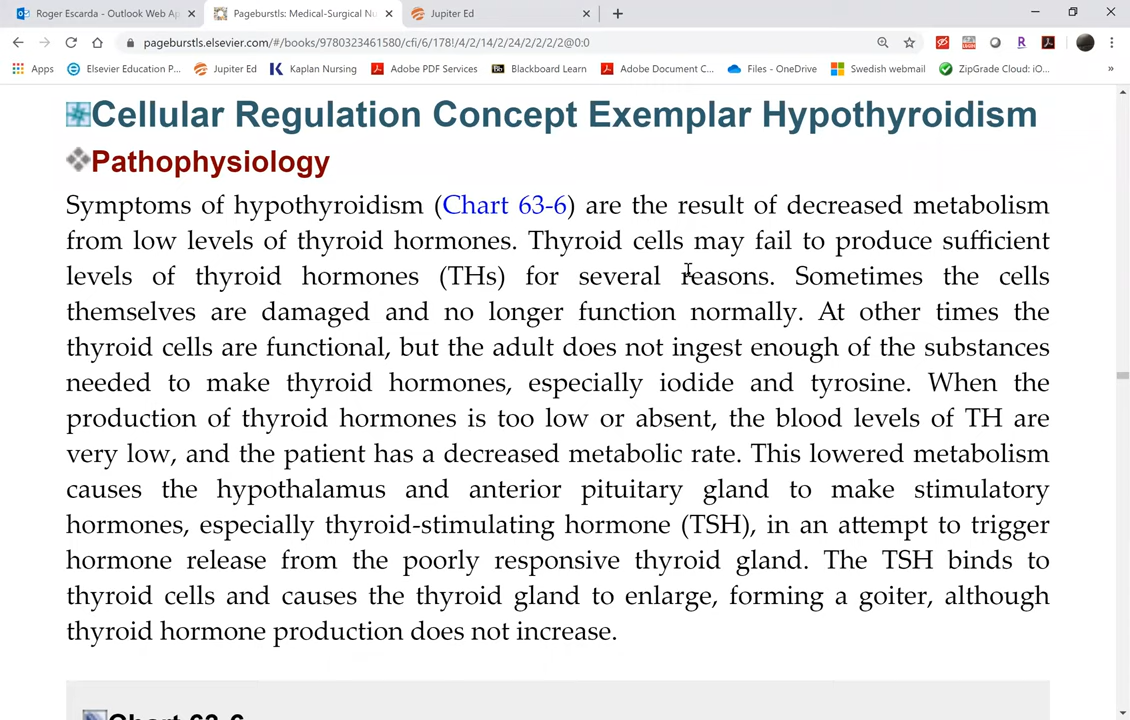 Roger Escarda - Outlook Web Ap
Pageburstls: Medical-Surgical Nu
Jupiter Ed
pageburstls.elsevier.com/#/books/9780323461580/cfi/6/178!/4/2/14/2/24/2/2/2/2@0:0
Apps
Elsevier Education P...
Jupiter Ed
Kaplan Nursing
Adobe PDF Services
Blackboard Learn
Adobe Document C...
Files - OneDrive
Swedish webmail
ZipGrade Cloud: iO...
»
Cellular Regulation Concept Exemplar Hypothyroidism
Pathophysiology
Symptoms of hypothyroidism (Chart 63-6) are the result of decreased metabolism
from low levels of thyroid hormones. Thyroid cells may fail to produce sufficient
levels of thyroid hormones (THs) for several reasons. Sometimes the cells
themselves are damaged and no longer function normally. At other times the
thyroid cells are functional, but the adult does not ingest enough of the substances
needed to make thyroid hormones, especially iodide and tyrosine. When the
production of thyroid hormones is too low or absent, the blood levels of TH are
very low, and the patient has a decreased metabolic rate. This lowered metabolism
causes the hypothalamus and anterior pituitary gland to make stimulatory
hormones, especially thyroid-stimulating hormone (TSH), in an attempt to trigger
hormone release from the poorly responsive thyroid gland. The TSH binds to
thyroid cells and causes the thyroid gland to enlarge, forming a goiter, although
thyroid hormone production does not increase.
Chart 63-6